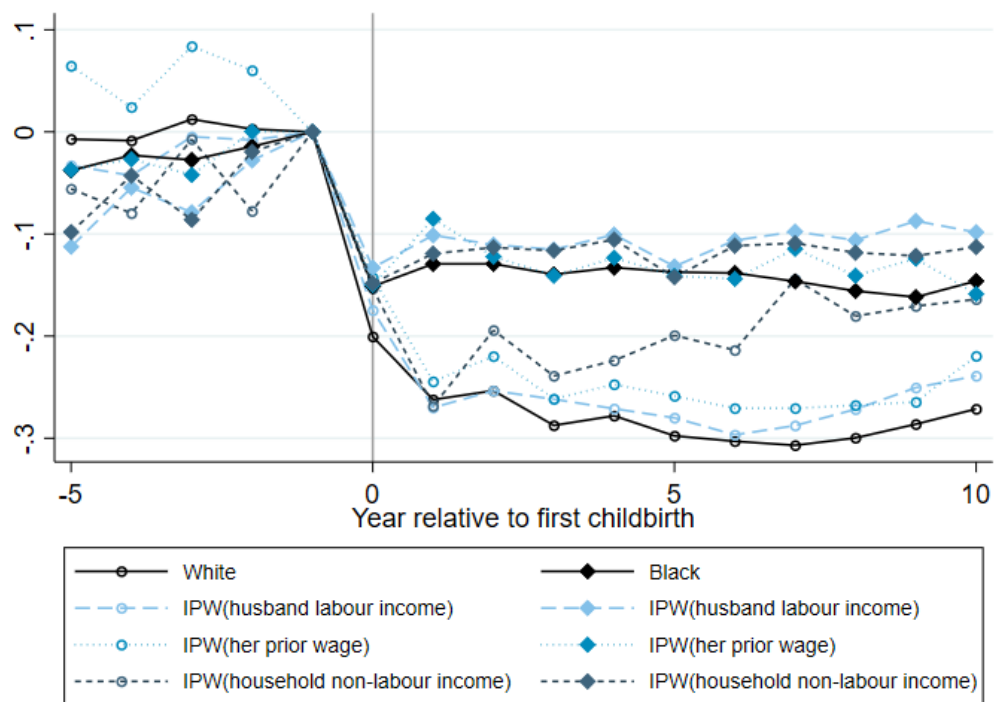 .1
0
-.1
-.2
-.3
-5 0 5 10
Year relative to first childbirth
White Black
IPW(husband labour income) IPW(husband labour income)
IPW(her prior wage) IPW(her prior wage)
IPW(household non-labour income) IPW(household non-labour income)